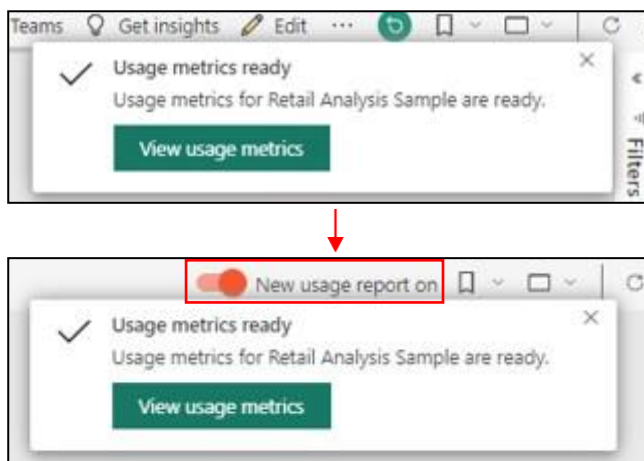 Teams Get insights Edit ...
Usage metrics ready
Usage metrics for Retail Analysis Sample are ready.
View usage metrics
Filters
New usage report on
Usage metrics ready
Usage metrics for Retail Analysis Sample are ready.
View usage metrics